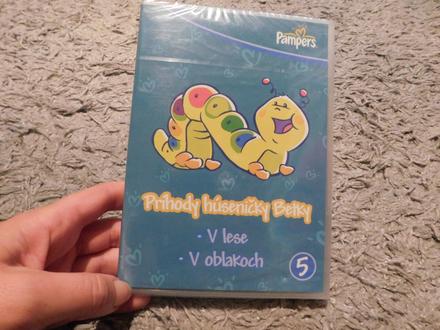 Pampers
Príhody húseničky Betky
• V lese
• V oblakoch
5